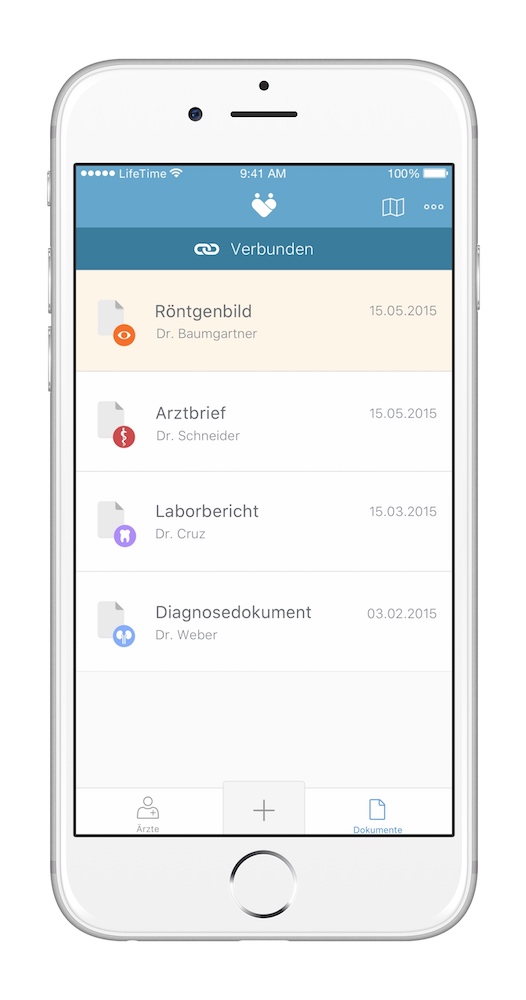 LifeTime 9:41 AM 100%
Verbunden
Röntgenbild 15.05.2015
Dr. Baumgartner
Arztbrief 15.05.2015
Dr. Schneider
Laborbericht 15.03.2015
Dr. Cruz
Diagnosedokument 03.02.2015
Dr. Weber
Ärzte Dokumente